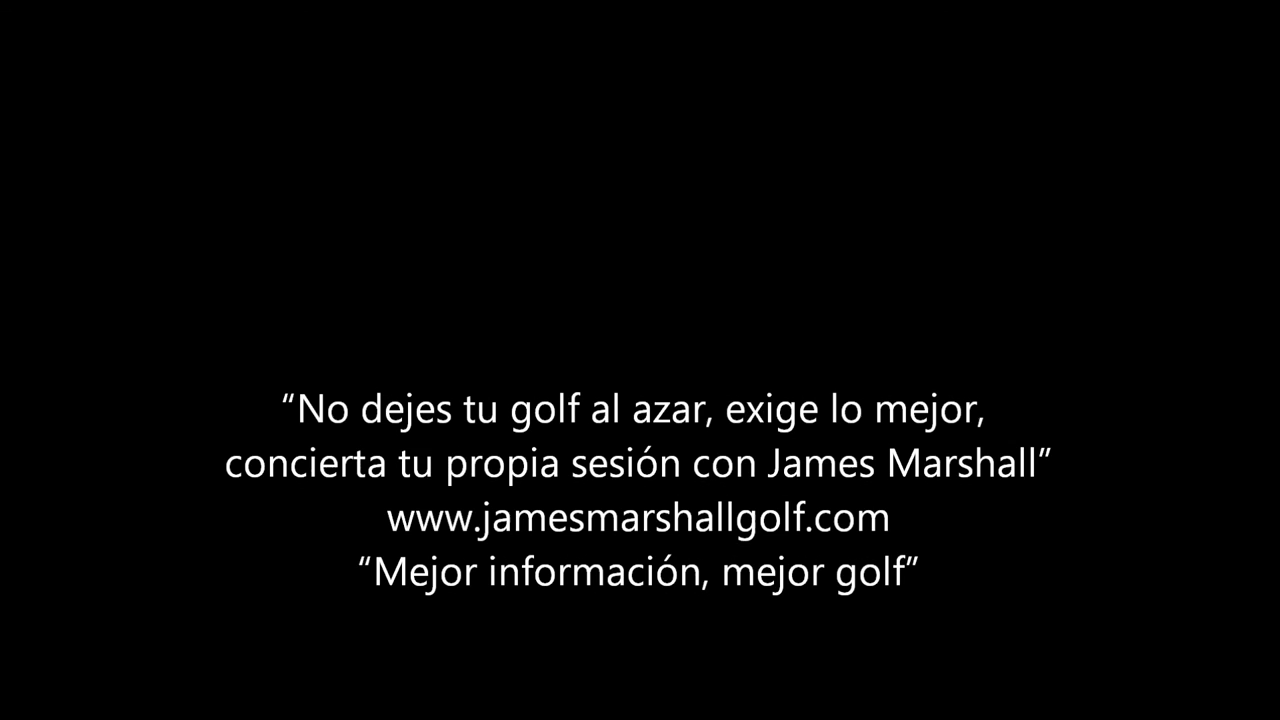 “No dejes tu golf al azar, exige lo mejor,
concierta tu propia sesión con James Marshall”
www.jamesmarshallgolf.com
“Mejor información, mejor golf”